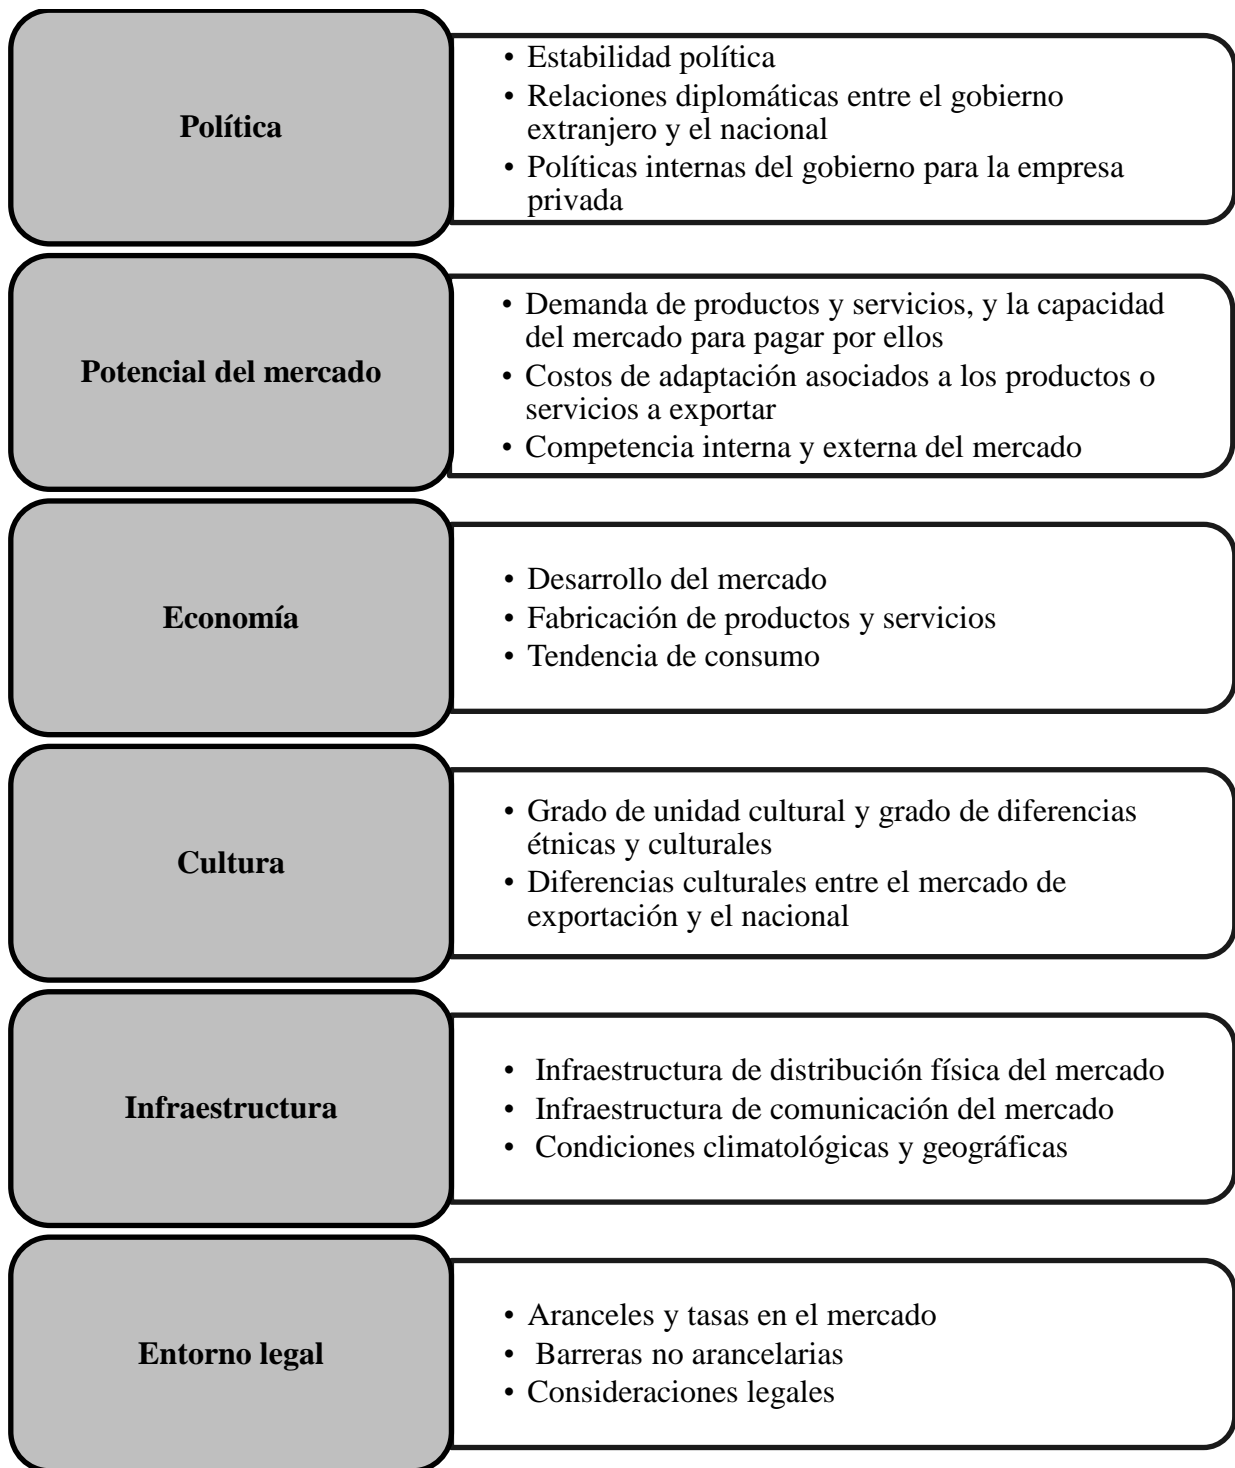 Política
• Estabilidad política
• Relaciones diplomáticas entre el gobierno
extranjero y el nacional
• Políticas internas del gobierno para la empresa
privada
Potencial del mercado
• Demanda de productos y servicios, y la capacidad
del mercado para pagar por ellos
• Costos de adaptación asociados a los productos o
servicios a exportar
• Competencia interna y externa del mercado
Economía
• Desarrollo del mercado
• Fabricación de productos y servicios
• Tendencia de consumo
Cultura
• Grado de unidad cultural y grado de diferencias
étnicas y culturales
• Diferencias culturales entre el mercado de
exportación y el nacional
Infraestructura
• Infraestructura de distribución física del mercado
• Infraestructura de comunicación del mercado
• Condiciones climatológicas y geográficas
Entorno legal
• Aranceles y tasas en el mercado
• Barreras no arancelarias
• Consideraciones legales